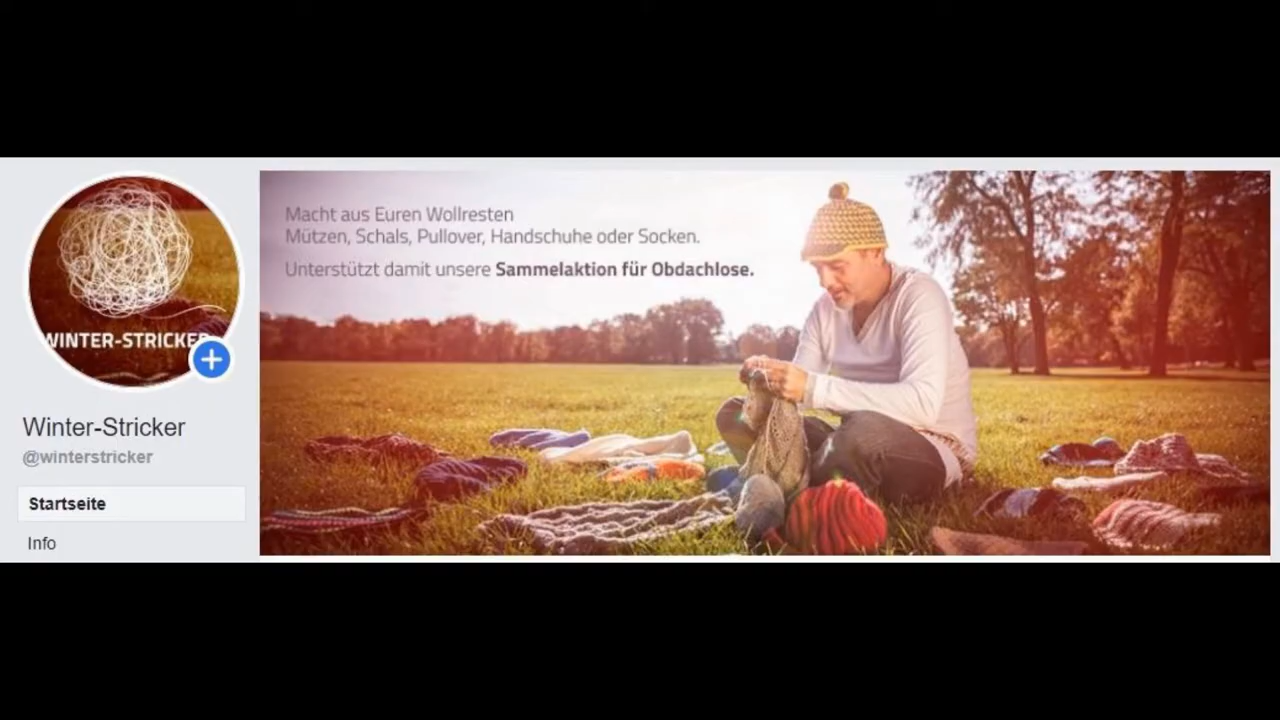 Macht aus Euren Wollresten
Mützen, Schals, Pullover, Handschuhe oder Socken.
Unterstützt damit unsere Sammelaktion für Obdachlose.
WINTER-STRICKER
Winter-Stricker
@winterstricker
Startseite
Info